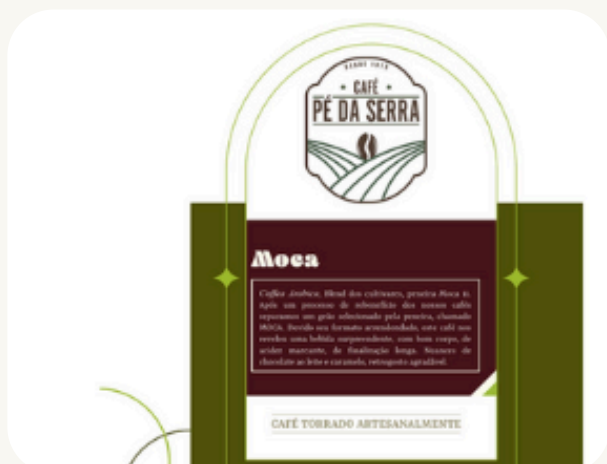 DESDE 1875
CAFÉ
PÉ DA SERRA
Moca
Coffea Arabica, Blend dos cultivares, peneira Moca 11.
Após um processo de rebeneficio dos nossos cafés
separamos um grão selecionado pela peneira, chamado
MOCA. Devido seu formato arredondado, este café nos
revelou uma bebida surpreendente, com bom corpo, de
acidez marcante, de finalização longa. Nuances de
chocolate ao leite e caramelo, retrogosto agradável.
CAFÉ TORRADO ARTESANALMENTE